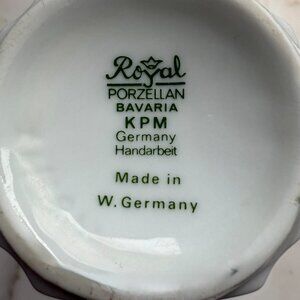 Royal
PORZELLAN
BAVARIA
KPM
Germany
Handarbeit
Made in
W. Germany